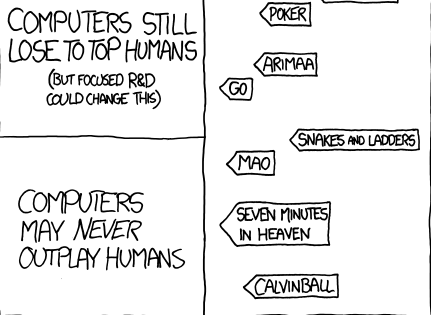 COMPUTERS STILL
LOSE TO TOP HUMANS
(BUT FOCUSED R&D
COULD CHANGE THIS)
POKER
ARIMAA
GO
SNAKES AND LADDERS
MAO
COMPUTERS
MAY NEVER
OUTPLAY HUMANS
SEVEN MINUTES
IN HEAVEN
CALVINBALL